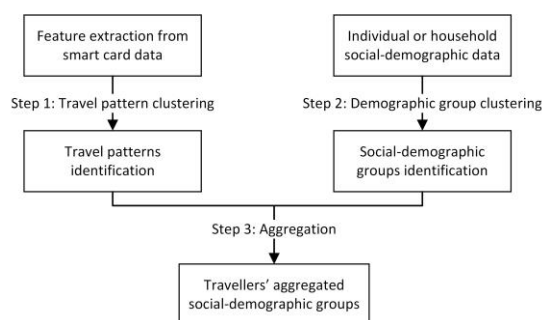 Feature extraction from
smart card data
Individual or household
social-demographic data
Step 1: Travel pattern clustering
Step 2: Demographic group clustering
Travel patterns
identification
Social-demographic
groups identification
Step 3: Aggregation
Travellers’ aggregated
social-demographic groups